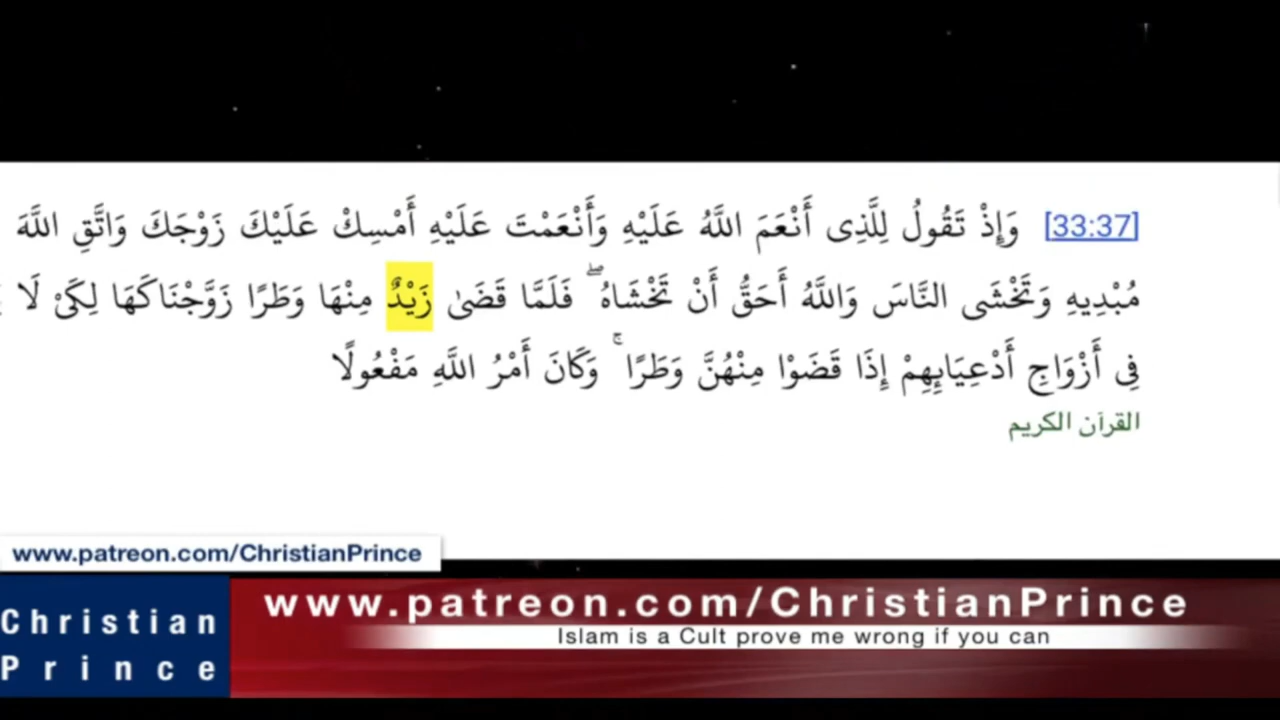 [33:37] وَإِذْ تَقُولُ لِلَّذِى أَنْعَمَ اللَّهُ عَلَيْهِ وَأَنْعَمْتَ عَلَيْهِ أَمْسِكْ عَلَيْكَ زَوْجَكَ وَاتَّقِ اللَّهَ
مُبْدِيهِ وَتَخْشَى النَّاسَ وَاللَّهُ أَحَقُّ أَنْ تَخْشَاهُ ۖ فَلَمَّا قَضَىٰ زَيْدٌ مِنْهَا وَطَرًا زَوَّجْنَاكَهَا لِكَىْ لَا
فِى أَزْوَاجِ أَدْعِيَائِهِمْ إِذَا قَضَوْا مِنْهُنَّ وَطَرًا ۚ وَكَانَ أَمْرُ اللَّهِ مَفْعُولًا
القرآن الكريم
www.patreon.com/ChristianPrince
Christian
Prince
www.patreon.com/ChristianPrince
Islam is a Cult prove me wrong if you can